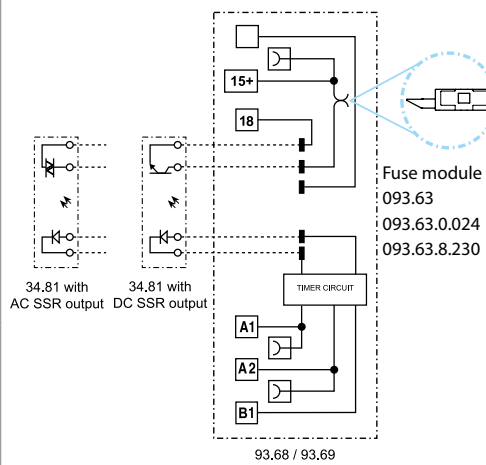 15+
18
Fuse module
093.63
093.63.0.024
093.63.8.230
34.81 with
AC SSR output
34.81 with
DC SSR output
TIMER CIRCUIT
A1
A2
B1
93.68 / 93.69